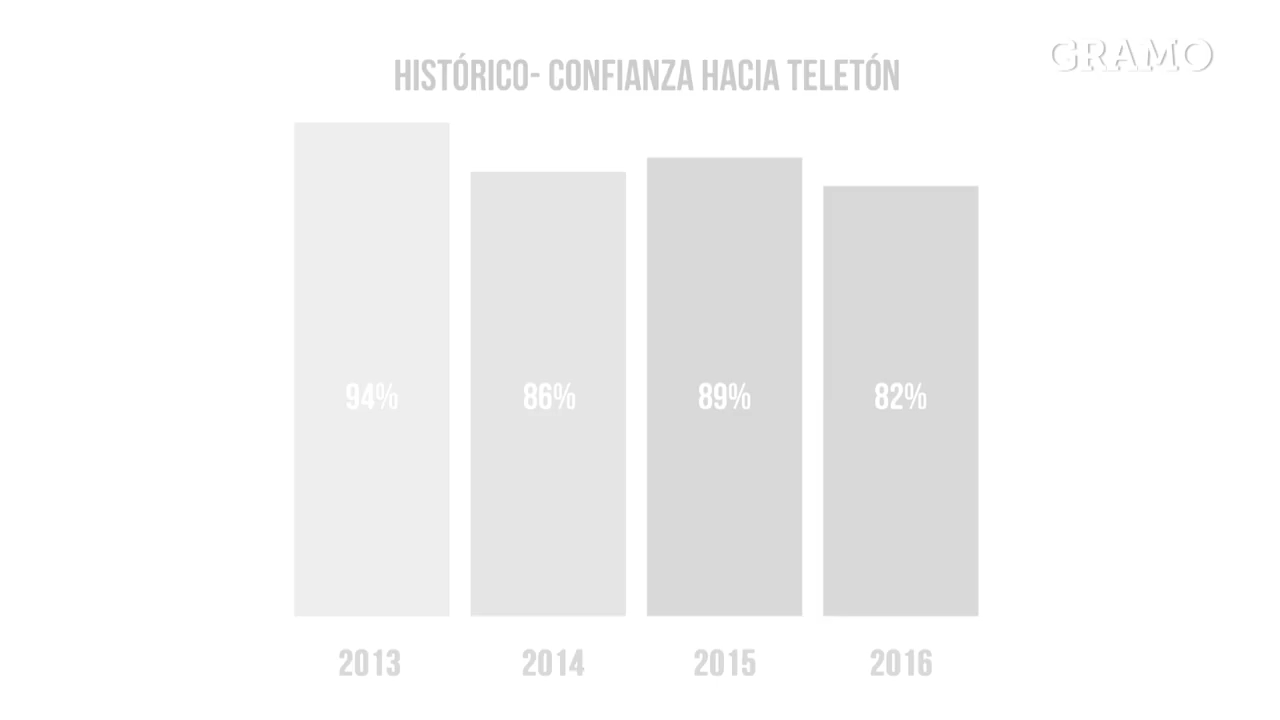 GRAMO
HISTÓRICO- CONFIANZA HACIA TELETÓN
94% 86% 89% 82%
2013 2014 2015 2016